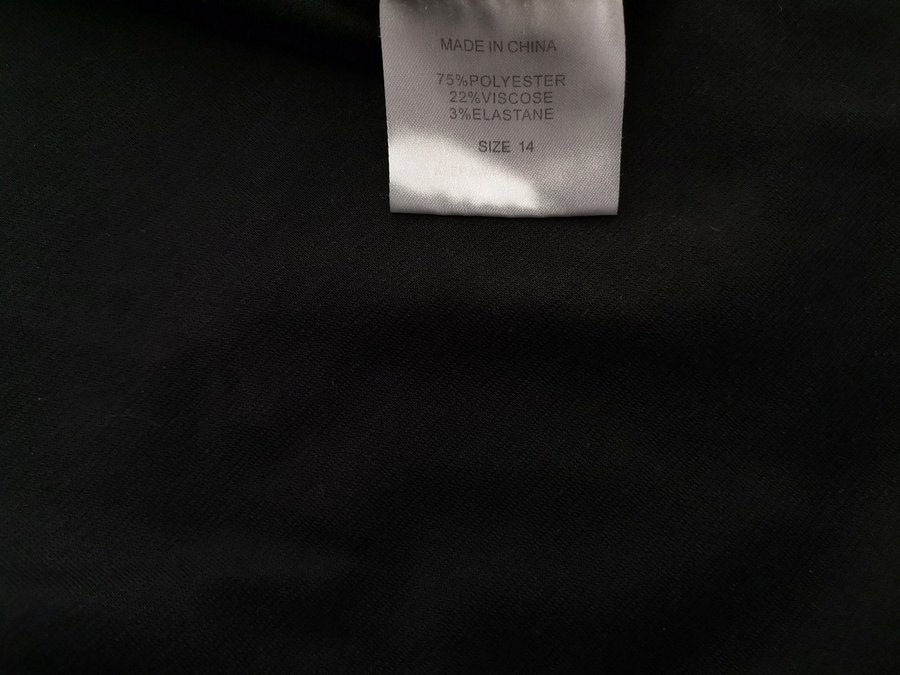 MADE IN CHINA
75%POLYESTER
22%VISCOSE
3%ELASTANE
SIZE 14